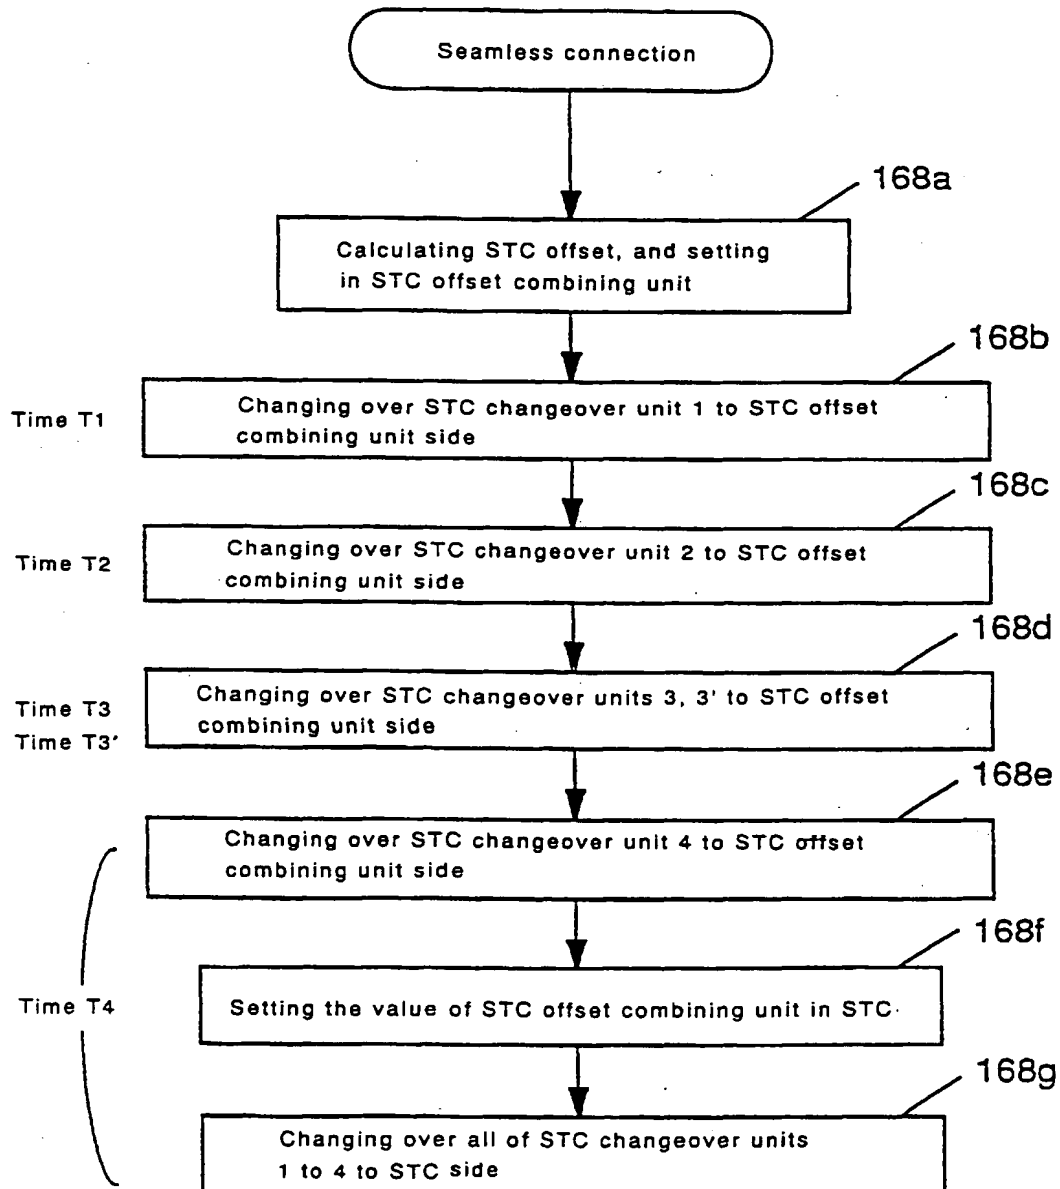 Seamless connection
168a
Calculating STC offset, and setting
in STC offset combining unit
168b
Time T1
Changing over STC changeover unit 1 to STC offset
combining unit side
168c
Time T2
Changing over STC changeover unit 2 to STC offset
combining unit side
168d
Time T3
Time T3'
Changing over STC changeover units 3, 3' to STC offset
combining unit side
168e
Changing over STC changeover unit 4 to STC offset
combining unit side
168f
Time T4
Setting the value of STC offset combining unit in STC
168g
Changing over all of STC changeover units
1 to 4 to STC side